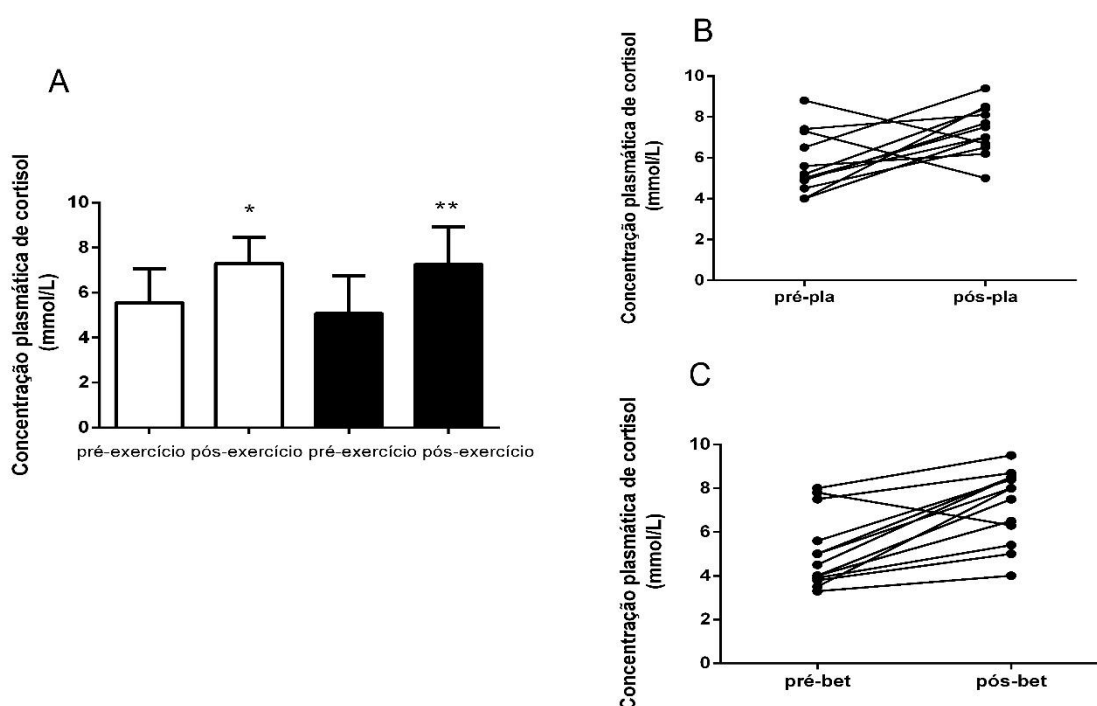 A
Concentração plasmática de cortisol
(mmol/L)
10
8
6
4
2
0
*
**
pré-exercício pós-exercício pré-exercício pós-exercício
B
Concentração plasmática de cortisol
(mmol/L)
10
8
6
4
2
0
pré-pla pós-pla
C
Concentração plasmática de cortisol
(mmol/L)
10
8
6
4
2
0
pré-bet pós-bet